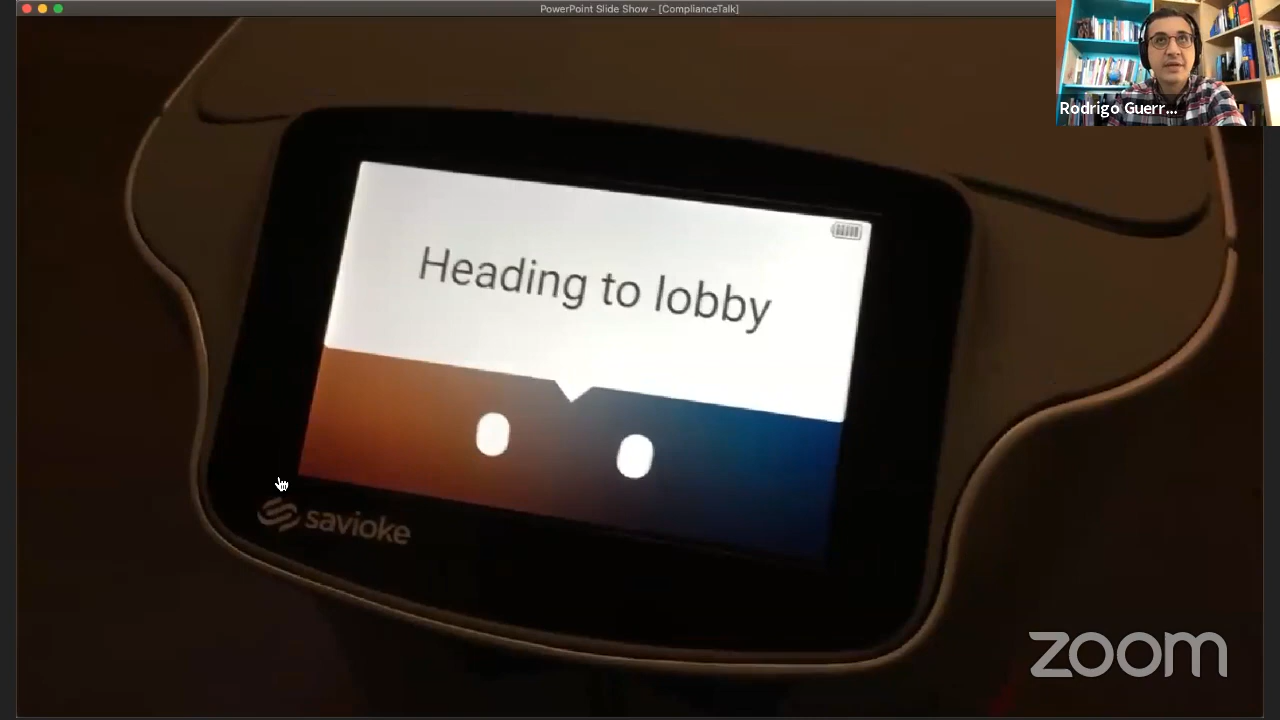 PowerPoint Slide Show - [ComplianceTalk]
Rodrigo Guerr...
Heading to lobby
savioke
zoom